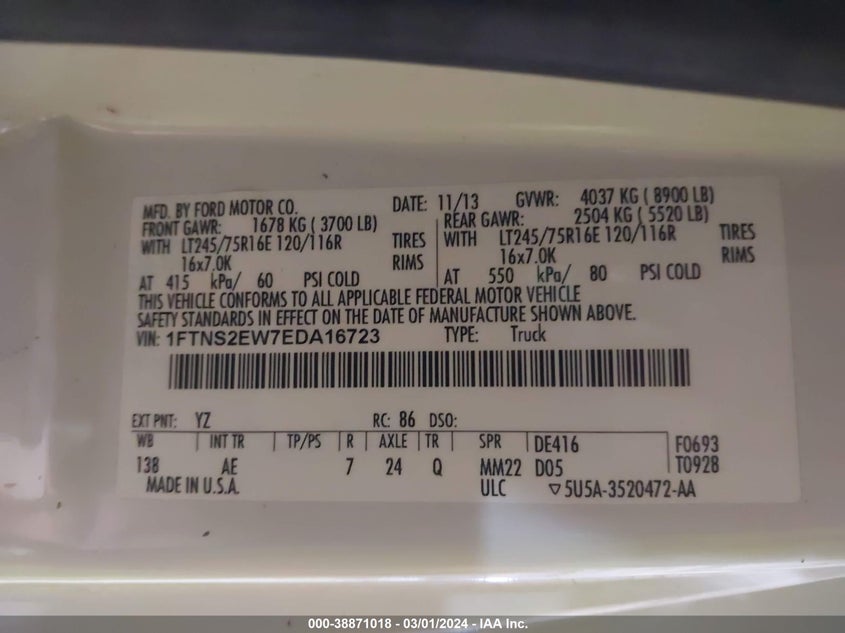 MFD. BY FORD MOTOR CO. DATE: 11/13 GVWR: 4037 KG ( 8900 LB)
FRONT GAWR: 1678 KG ( 3700 LB) REAR GAWR: 2504 KG ( 5520 LB)
WITH LT245/75R16E 120/116R TIRES WITH LT245/75R16E 120/116R TIRES
16x7.0K RIMS 16x7.0K RIMS
AT 415 kPa/ 60 PSI COLD AT 550 kPa/ 80 PSI COLD
THIS VEHICLE CONFORMS TO ALL APPLICABLE FEDERAL MOTOR VEHICLE
SAFETY STANDARDS IN EFFECT ON THE DATE OF MANUFACTURE SHOWN ABOVE.
VIN: 1FTNS2EW7EDA16723 TYPE: Truck
EXT PNT: YZ RC: 86 DSO:
WB INT TR TP/PS R AXLE TR SPR DE416 F0693
138 AE 7 24 Q MM22 D05 T0928
MADE IN U.S.A. ULC ▽5U5A-3520472-AA
000-38871018 - 03/01/2024 - IAA Inc.